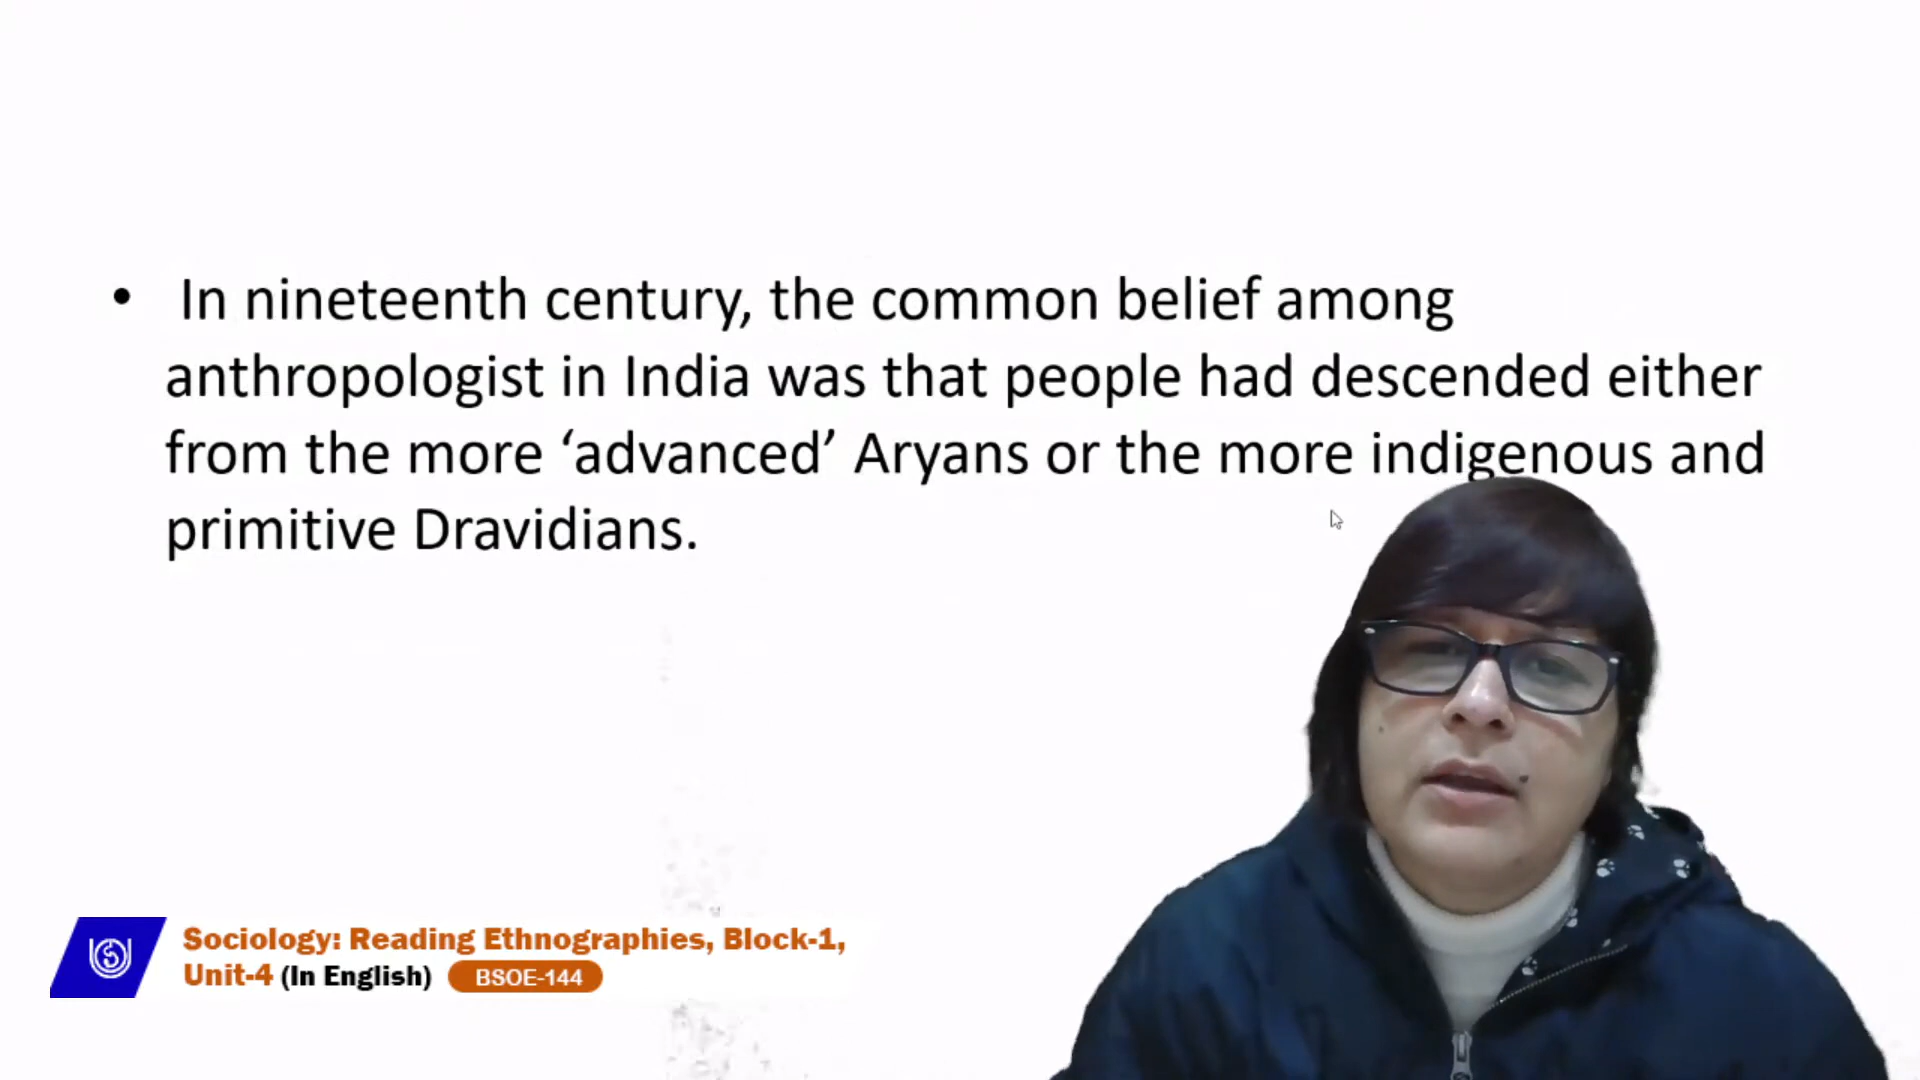 • In nineteenth century, the common belief among
anthropologist in India was that people had descended either
from the more ‘advanced’ Aryans or the more indigenous and
primitive Dravidians.
Sociology: Reading Ethnographies, Block-1,
Unit-4 (In English) BSOE-144